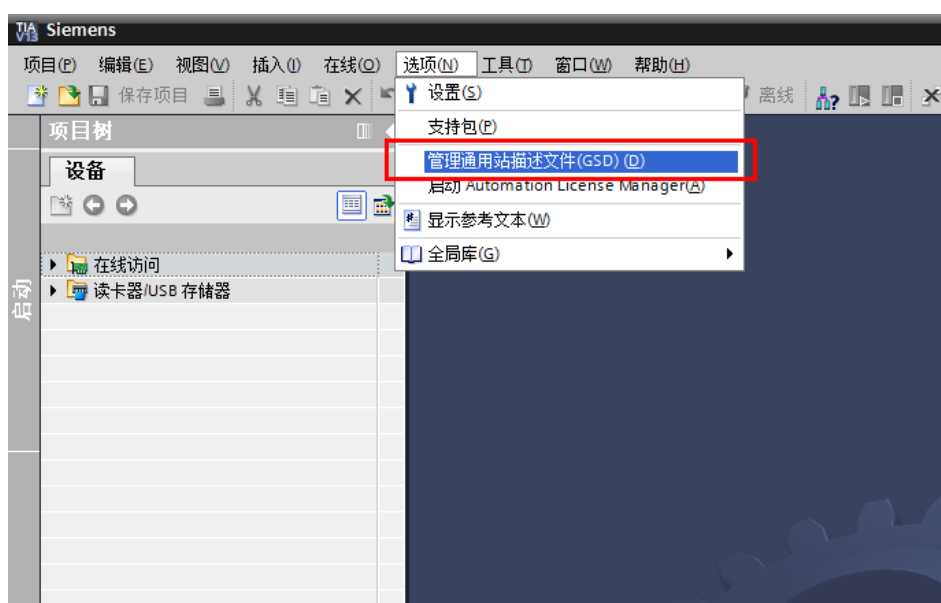 TIA V13 Siemens
项目(P) 编辑(E) 视图(V) 插入(I) 在线(O) 选项(N) 工具(T) 窗口(W) 帮助(H)
保存项目 设置(S) 离线
项目树 支持包(P)
管理通用站描述文件(GSD) (D)
设备
启动 Automation License Manager(A)
显示参考文本(W)
全局库(G)
在线访问
读卡器/USB 存储器
启动